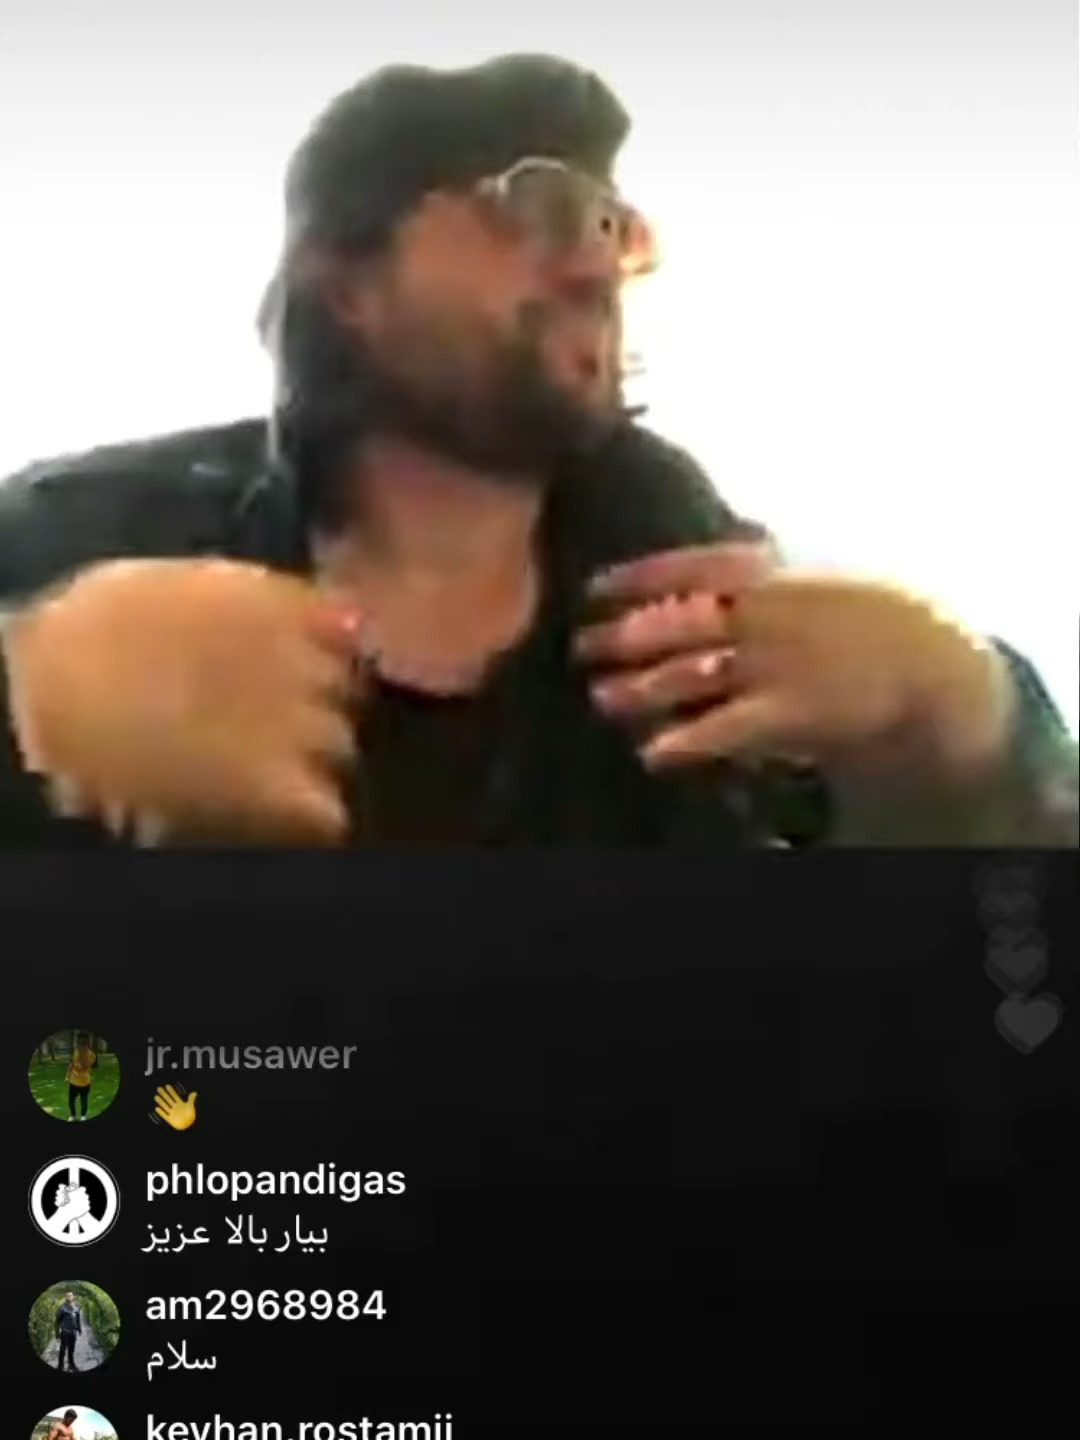 jr.musawer
👋
phlopandigas
بیار بالا عزیز
am2968984
سلام
keyhan.rostamii